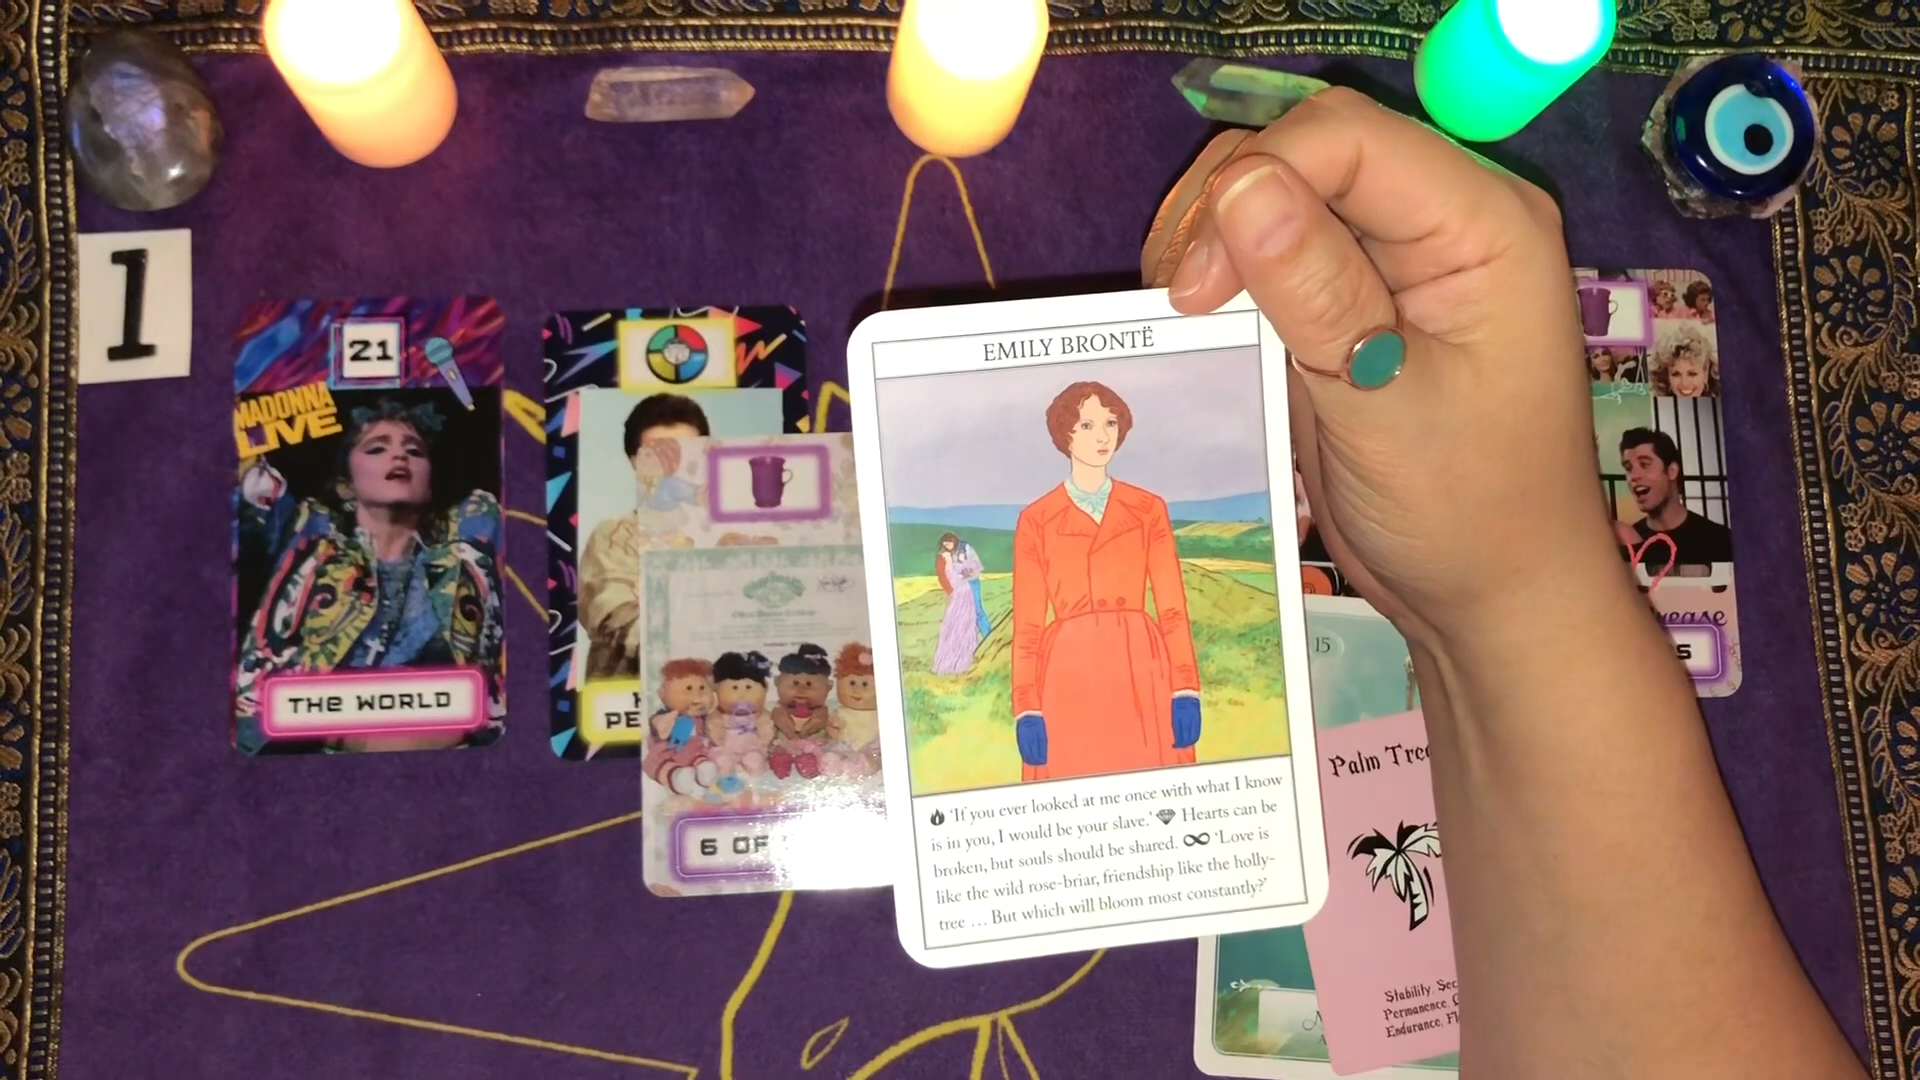 1
21
MADONNA
LIVE
THE WORLD
PE
6 OF
EMILY BRONTË
'If you ever looked at me once with what I know
is in you, I would be your slave.' Hearts can be
broken, but souls should be shared. ∞ 'Love is
like the wild rose-briar, friendship like the holly-
tree … But which will bloom most constantly?'
15
Palm Tree
Stability, Sec
Permanence,
Endurance, Fl
ease
S